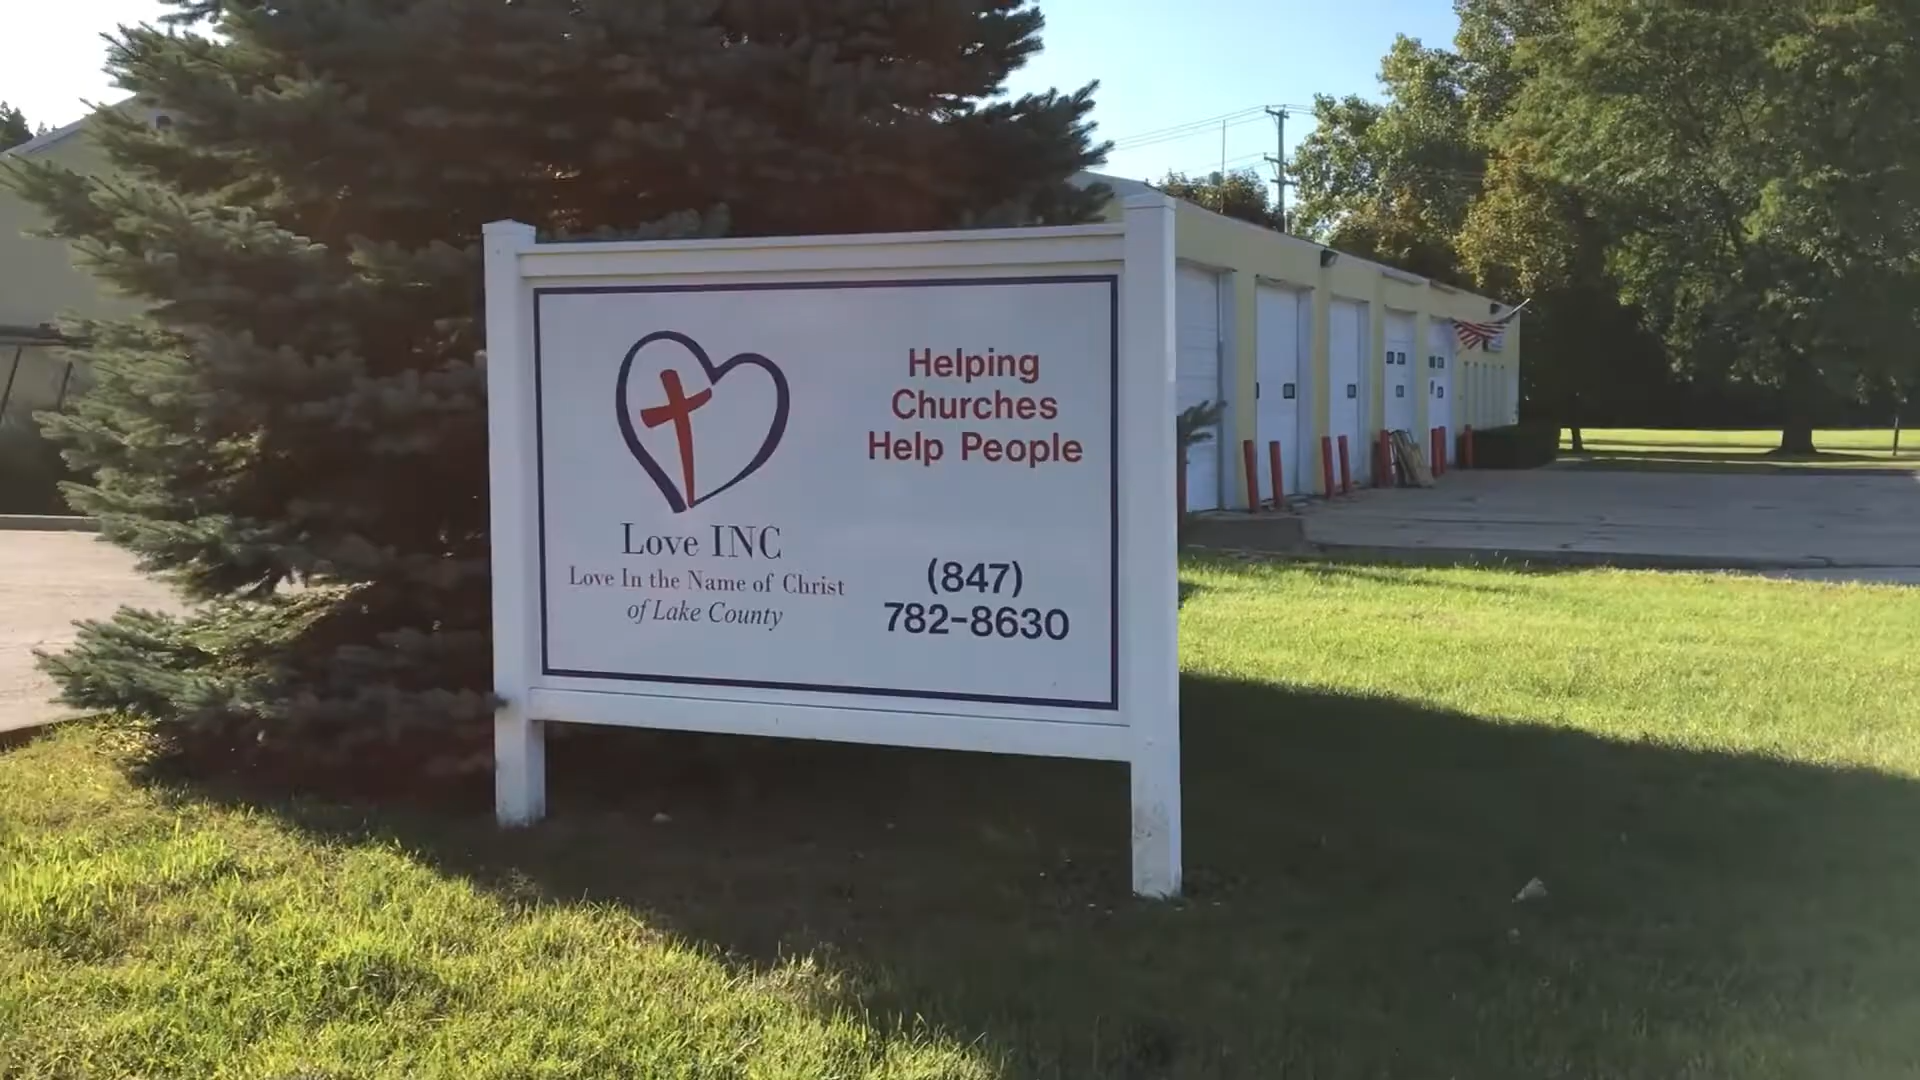 Love INC
Love In the Name of Christ
of Lake County
Helping
Churches
Help People
(847)
782-8630